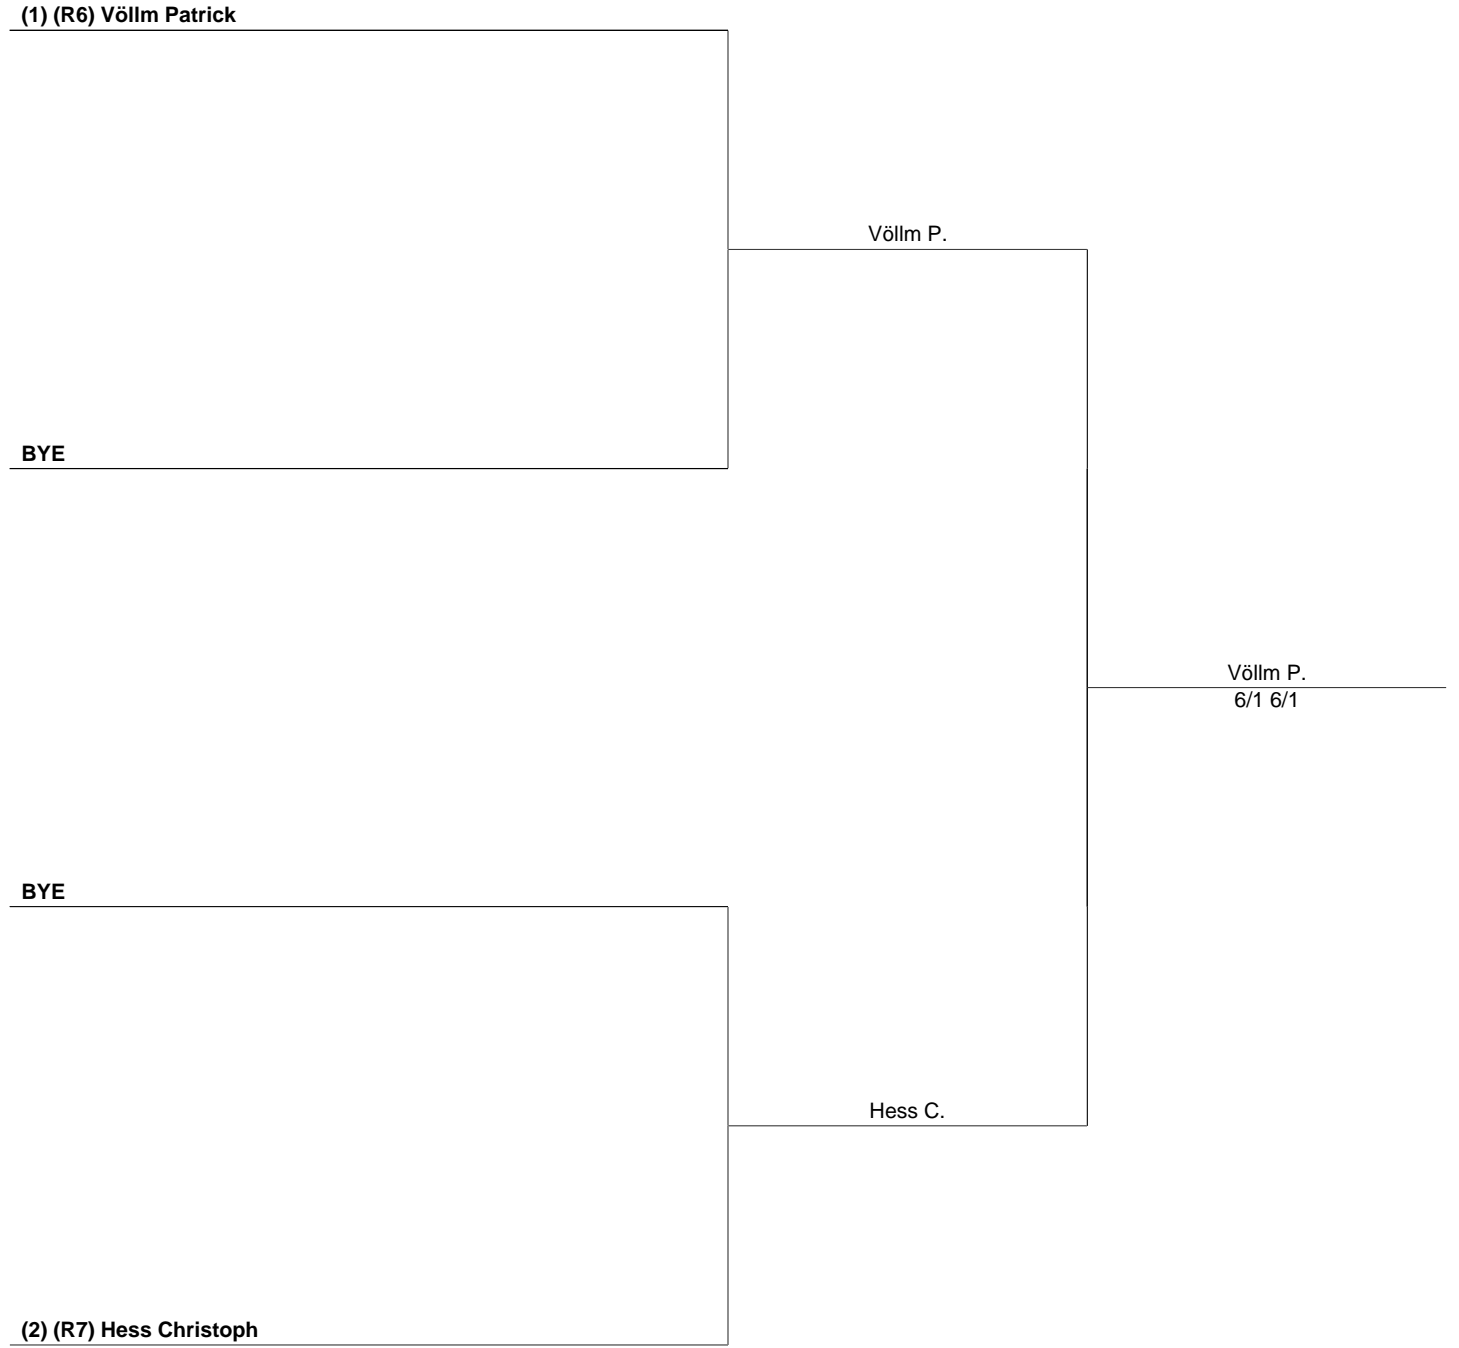 (1) (R6) Völlm Patrick
Völlm P.
BYE
Völlm P.
6/1 6/1
BYE
Hess C.
(2) (R7) Hess Christoph